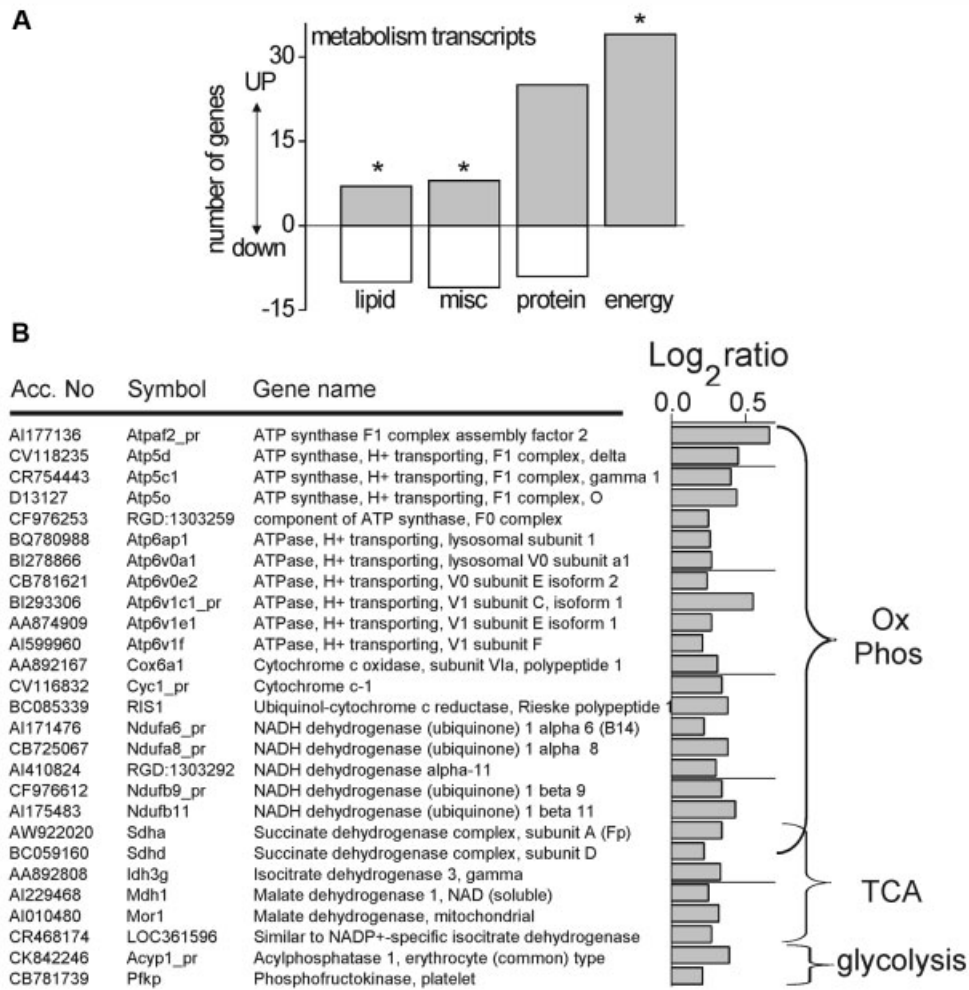 A
metabolism transcripts
number of genes
UP
down
30
15
0
-15
*
*
*
lipid
misc
protein
energy
B
Log2 ratio
Acc. No Symbol Gene name
0.0 0.5
AI177136 Atpaf2_pr ATP synthase F1 complex assembly factor 2
CV118235 Atp5d ATP synthase, H+ transporting, F1 complex, delta
CR754443 Atp5c1 ATP synthase, H+ transporting, F1 complex, gamma 1
D13127 Atp5o ATP synthase, H+ transporting, F1 complex, O
CF976253 RGD:1303259 component of ATP synthase, F0 complex
BQ780988 Atp6ap1 ATPase, H+ transporting, lysosomal subunit 1
BI278866 Atp6v0a1 ATPase, H+ transporting, lysosomal V0 subunit a1
CB781621 Atp6v0e2 ATPase, H+ transporting, V0 subunit E isoform 2
BI293306 Atp6v1c1_pr ATPase, H+ transporting, V1 subunit C, isoform 1
AA874909 Atp6v1e1 ATPase, H+ transporting, V1 subunit E isoform 1
AI599960 Atp6v1f ATPase, H+ transporting, V1 subunit F
AA892167 Cox6a1 Cytochrome c oxidase, subunit VIa, polypeptide 1
CV116832 Cyc1_pr Cytochrome c-1
BC085339 RIS1 Ubiquinol-cytochrome c reductase, Rieske polypeptide 1
AI171476 Ndufa6_pr NADH dehydrogenase (ubiquinone) 1 alpha 6 (B14)
CB725067 Ndufa8_pr NADH dehydrogenase (ubiquinone) 1 alpha 8
AI410824 RGD:1303292 NADH dehydrogenase alpha-11
CF976612 Ndufb9_pr NADH dehydrogenase (ubiquinone) 1 beta 9
AI175483 Ndufb11 NADH dehydrogenase (ubiquinone) 1 beta 11
AW922020 Sdha Succinate dehydrogenase complex, subunit A (Fp)
BC059160 Sdhd Succinate dehydrogenase complex, subunit D
AA892808 Idh3g Isocitrate dehydrogenase 3, gamma
AI229468 Mdh1 Malate dehydrogenase 1, NAD (soluble)
AI010480 Mor1 Malate dehydrogenase, mitochondrial
CR468174 LOC361596 Similar to NADP+-specific isocitrate dehydrogenase
CK842246 Acyp1_pr Acylphosphatase 1, erythrocyte (common) type
CB781739 Pfkp Phosphofructokinase, platelet
Ox
Phos
TCA
glycolysis